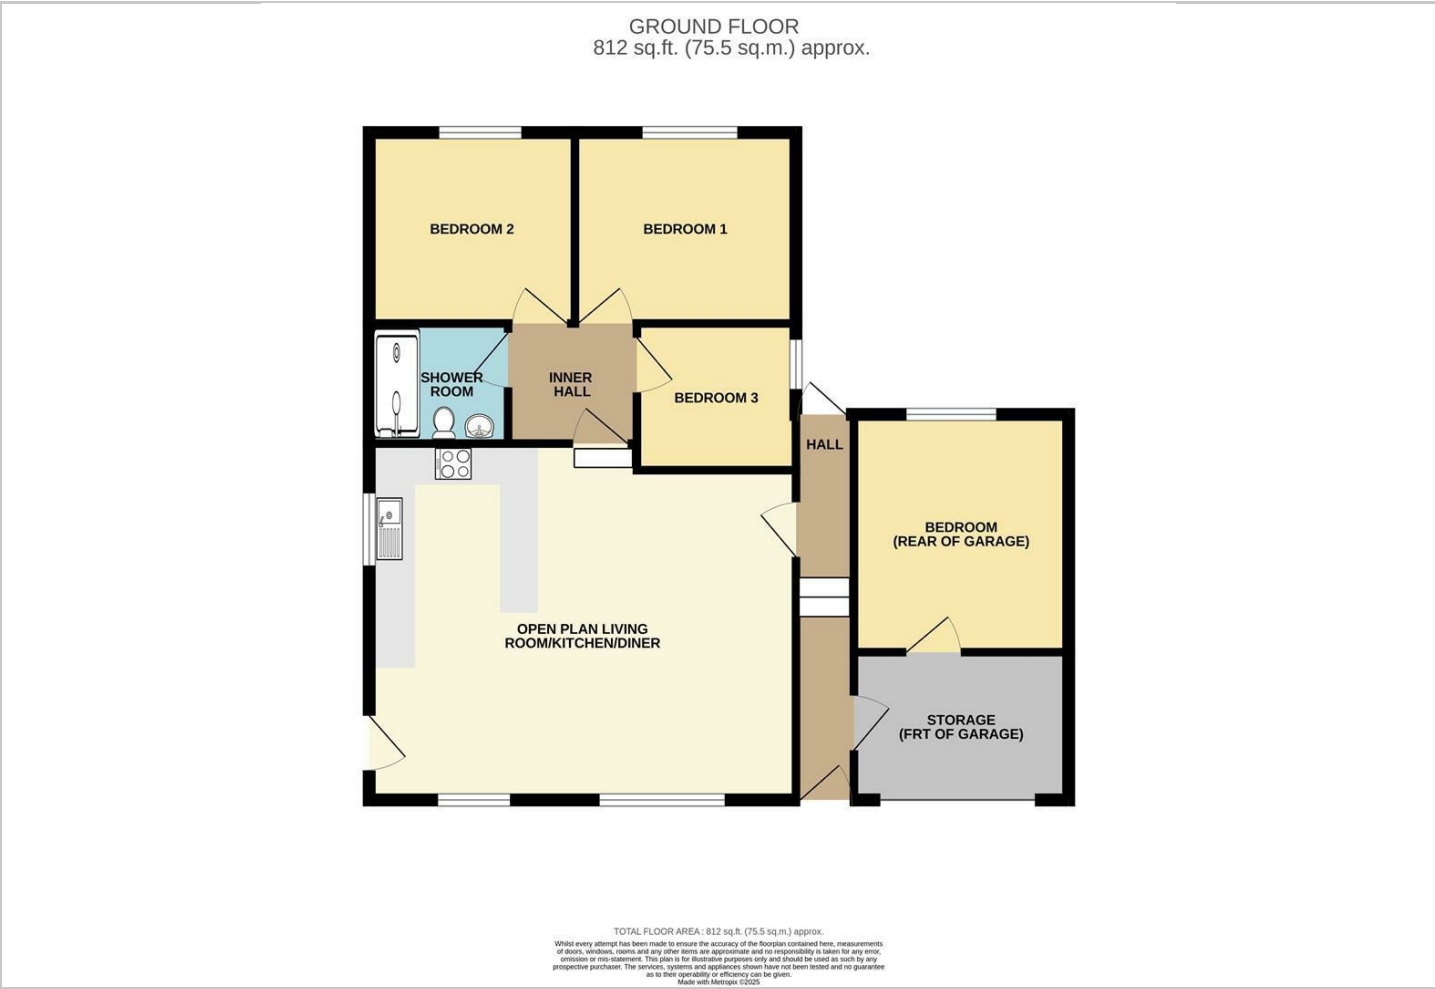 GROUND FLOOR
812 sq.ft. (75.5 sq.m.) approx.
BEDROOM 2
BEDROOM 1
SHOWER
ROOM
INNER
HALL
BEDROOM 3
HALL
BEDROOM
(REAR OF GARAGE)
OPEN PLAN LIVING
ROOM/KITCHEN/DINER
STORAGE
(FRT OF GARAGE)
TOTAL FLOOR AREA : 812 sq.ft. (75.5 sq.m.) approx.
Whilst every attempt has been made to ensure the accuracy of the floorplan contained here, measurements
of doors, windows, rooms and any other items are approximate and no responsibility is taken for any error,
omission or mis-statement. This plan is for illustrative purposes only and should be used as such by any
prospective purchaser. The services, systems and appliances shown have not been tested and no guarantee
as to their operability or efficiency can be given.
Made with Metropix ©2025